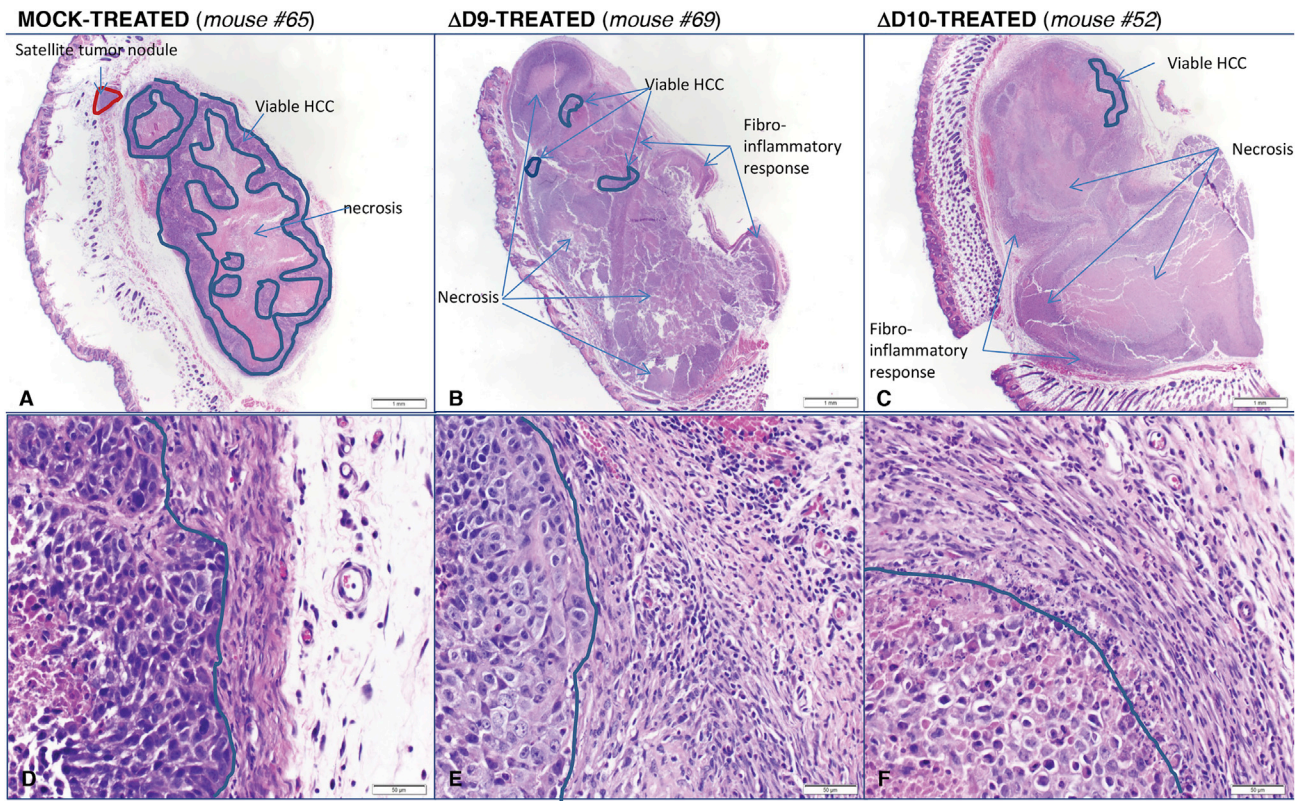 MOCK-TREATED (mouse #65)
ΔD9-TREATED (mouse #69)
ΔD10-TREATED (mouse #52)
Satellite tumor nodule
Viable HCC
necrosis
A
1 mm
Viable HCC
Fibro-
inflammatory
response
Necrosis
B
1 mm
Viable HCC
Necrosis
Fibro-
inflammatory
response
C
1 mm
D
50 µm
E
50 µm
F
50 µm